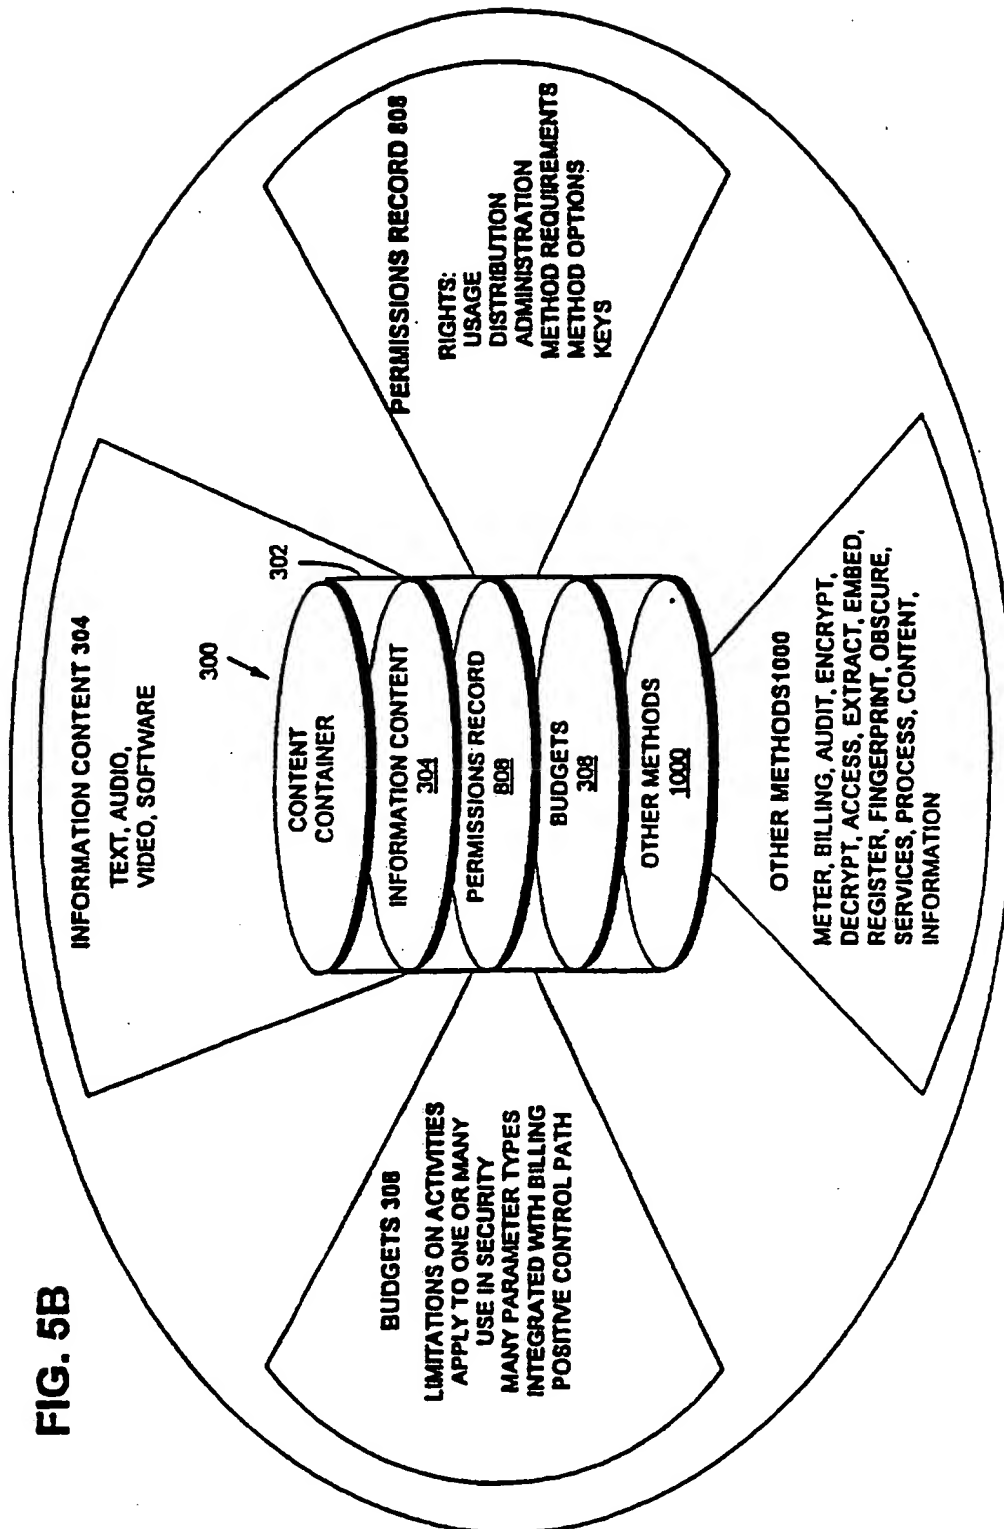 FIG. 5B
INFORMATION CONTENT 304
TEXT, AUDIO,
VIDEO, SOFTWARE
BUDGETS 308
LIMITATIONS ON ACTIVITIES
APPLY TO ONE OR MANY
USE IN SECURITY
MANY PARAMETER TYPES
INTEGRATED WITH BILLING
POSITIVE CONTROL PATH
300
302
CONTENT
CONTAINER
INFORMATION CONTENT
304
PERMISSIONS RECORD
808
BUDGETS
308
OTHER METHODS
1000
PERMISSIONS RECORD 808
RIGHTS:
USAGE
DISTRIBUTION
ADMINISTRATION
METHOD REQUIREMENTS
METHOD OPTIONS
KEYS
OTHER METHODS1000
METER, BILLING, AUDIT, ENCRYPT,
DECRYPT, ACCESS, EXTRACT, EMBED,
REGISTER, FINGERPRINT, OBSCURE,
SERVICES, PROCESS, CONTENT,
INFORMATION